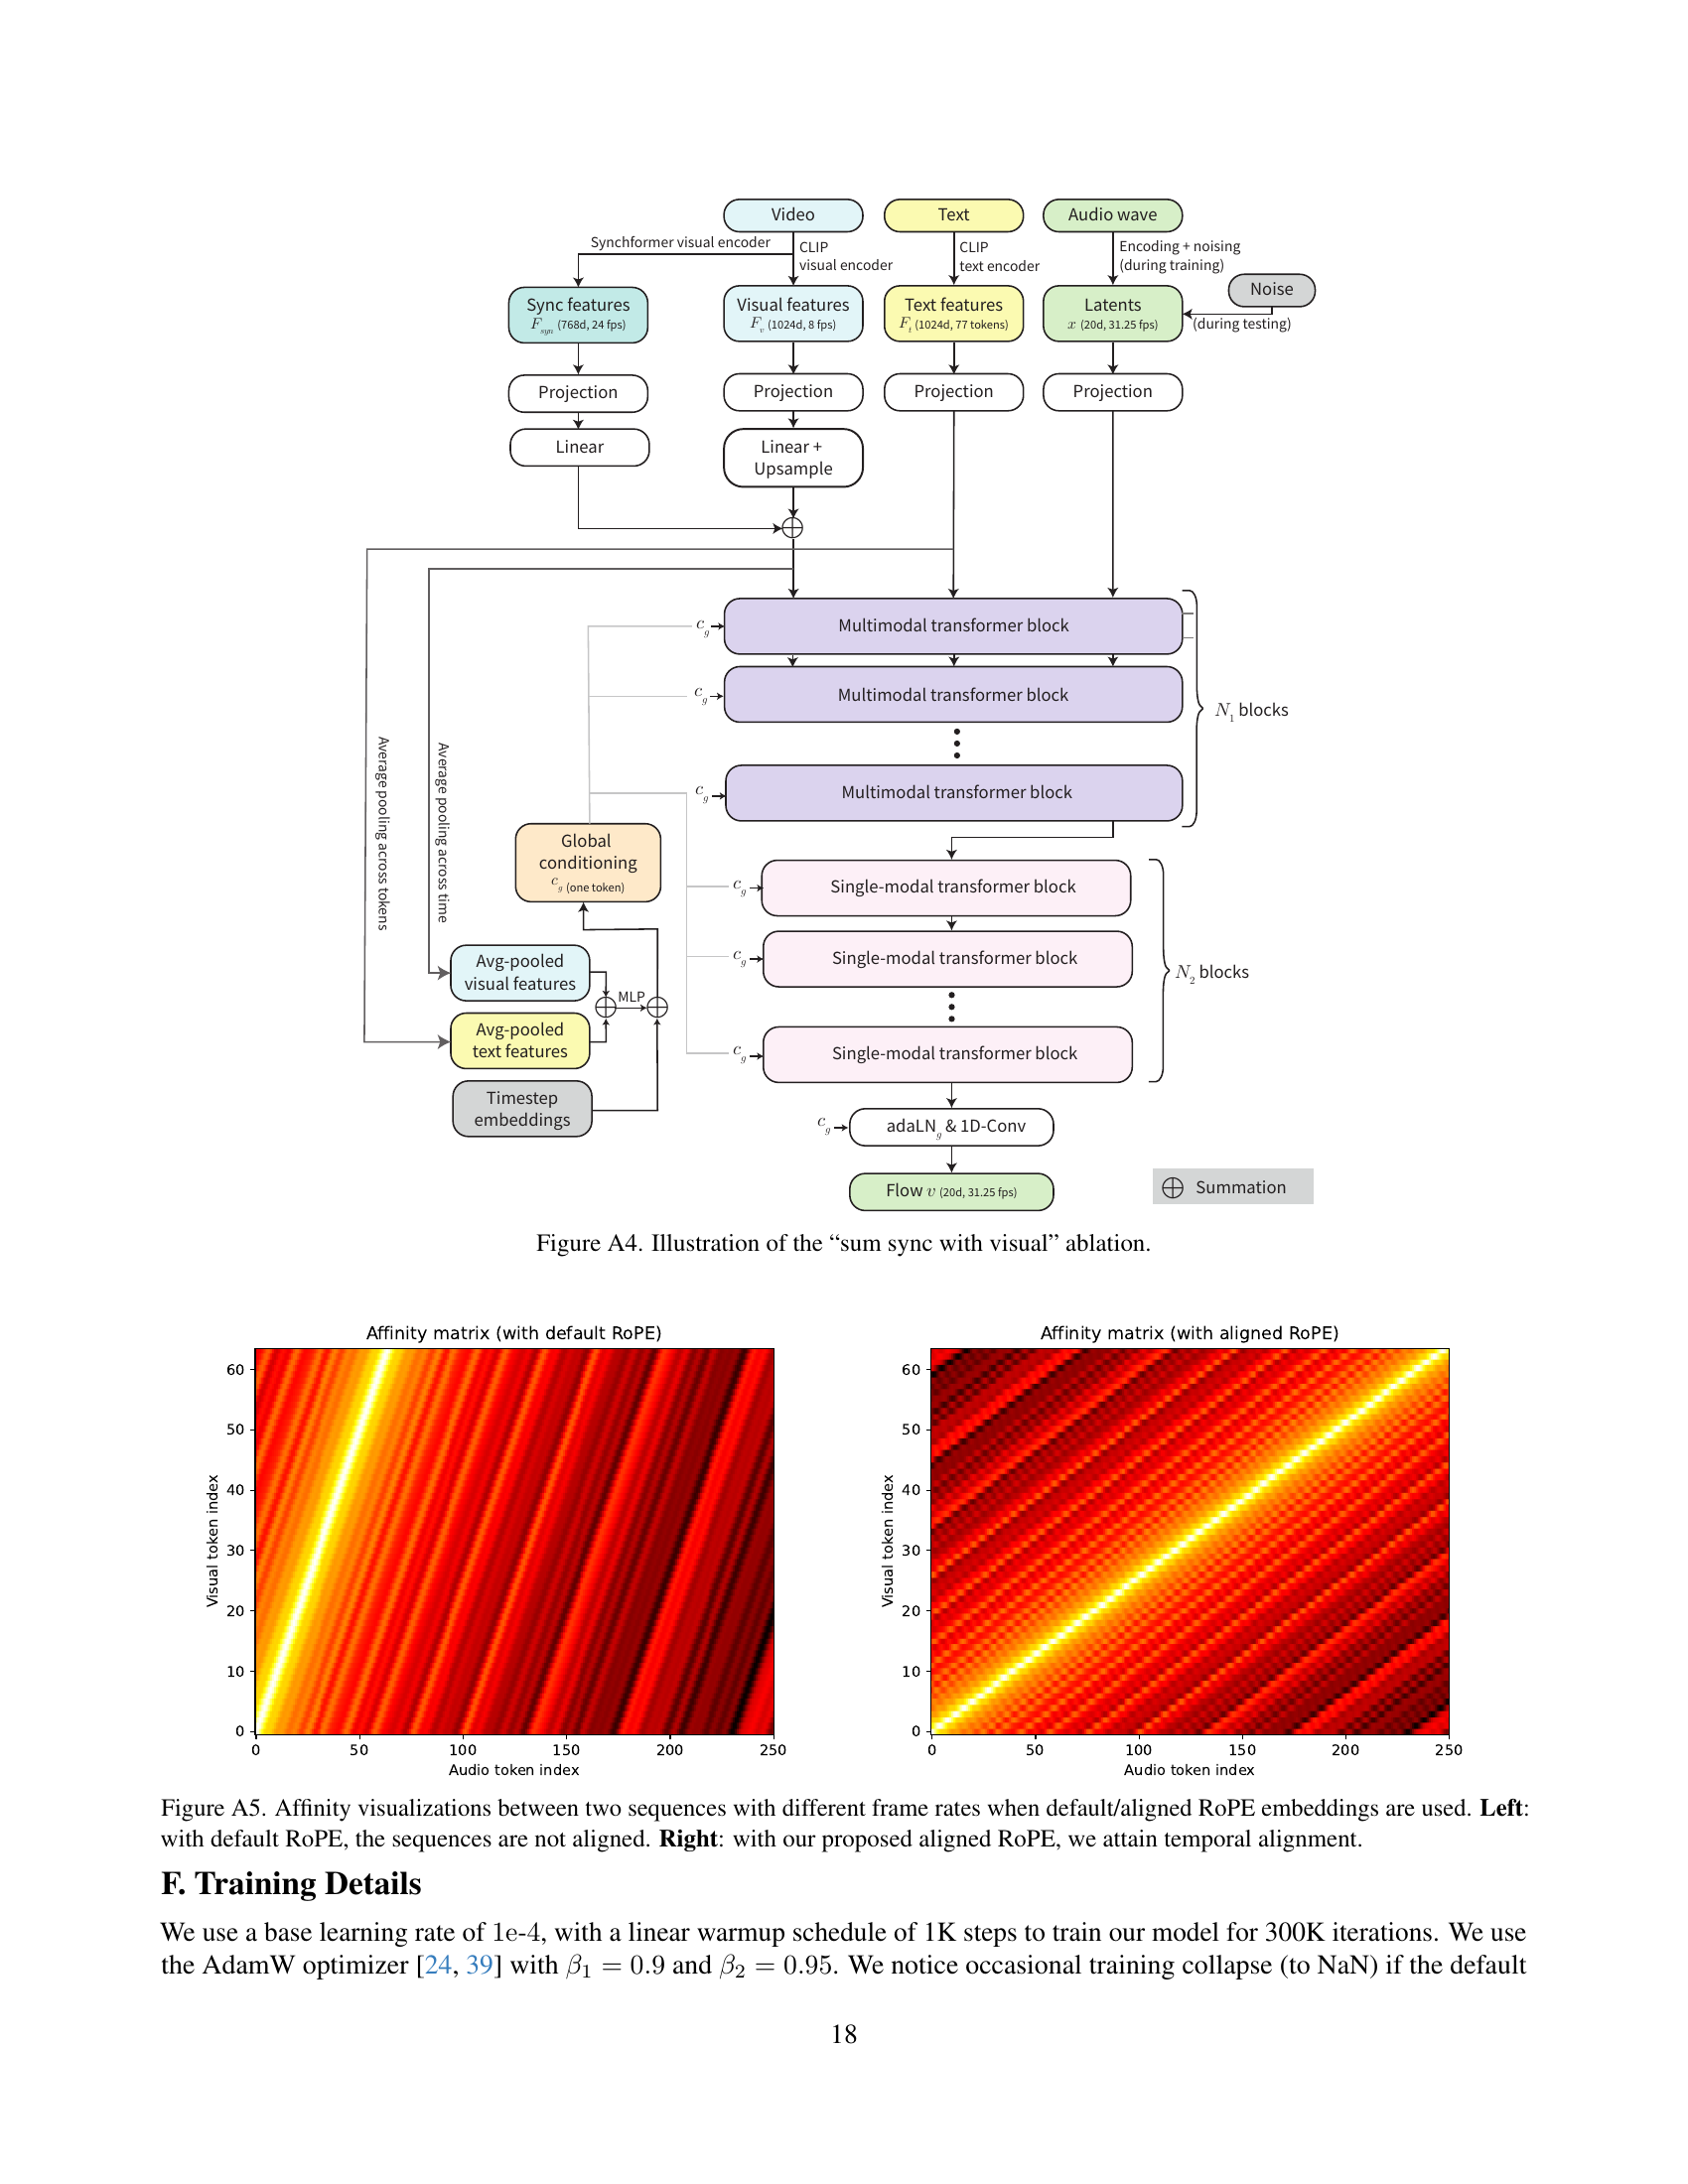 Video
Text
Audio wave
Synchformer visual encoder
CLIP
visual encoder
CLIP
text encoder
Encoding + noising
(during training)
Noise
(during testing)
Sync features
F_syn (768d, 24 fps)
Visual features
F_v (1024d, 8 fps)
Text features
F_t (1024d, 77 tokens)
Latents
x (20d, 31.25 fps)
Projection
Projection
Projection
Projection
Linear
Linear +
Upsample
c_g
Multimodal transformer block
c_g
Multimodal transformer block
N_1 blocks
c_g
Multimodal transformer block
Average pooling across tokens
Average pooling across time
Global
conditioning
c_g (one token)
c_g
Single-modal transformer block
c_g
Single-modal transformer block
N_2 blocks
c_g
Single-modal transformer block
Avg-pooled
visual features
MLP
Avg-pooled
text features
Timestep
embeddings
c_g
adaLN_g & 1D-Conv
Flow v (20d, 31.25 fps)
⊕ Summation
Figure A4. Illustration of the “sum sync with visual” ablation.
Affinity matrix (with default RoPE)
60
50
40
30
20
10
0
Visual token index
0 50 100 150 200 250
Audio token index
Affinity matrix (with aligned RoPE)
60
50
40
30
20
10
0
Visual token index
0 50 100 150 200 250
Audio token index
Figure A5. Affinity visualizations between two sequences with different frame rates when default/aligned RoPE embeddings are used. Left:
with default RoPE, the sequences are not aligned. Right: with our proposed aligned RoPE, we attain temporal alignment.
F. Training Details
We use a base learning rate of 1e-4, with a linear warmup schedule of 1K steps to train our model for 300K iterations. We use
the AdamW optimizer [24, 39] with β₁ = 0.9 and β₂ = 0.95. We notice occasional training collapse (to NaN) if the default
18